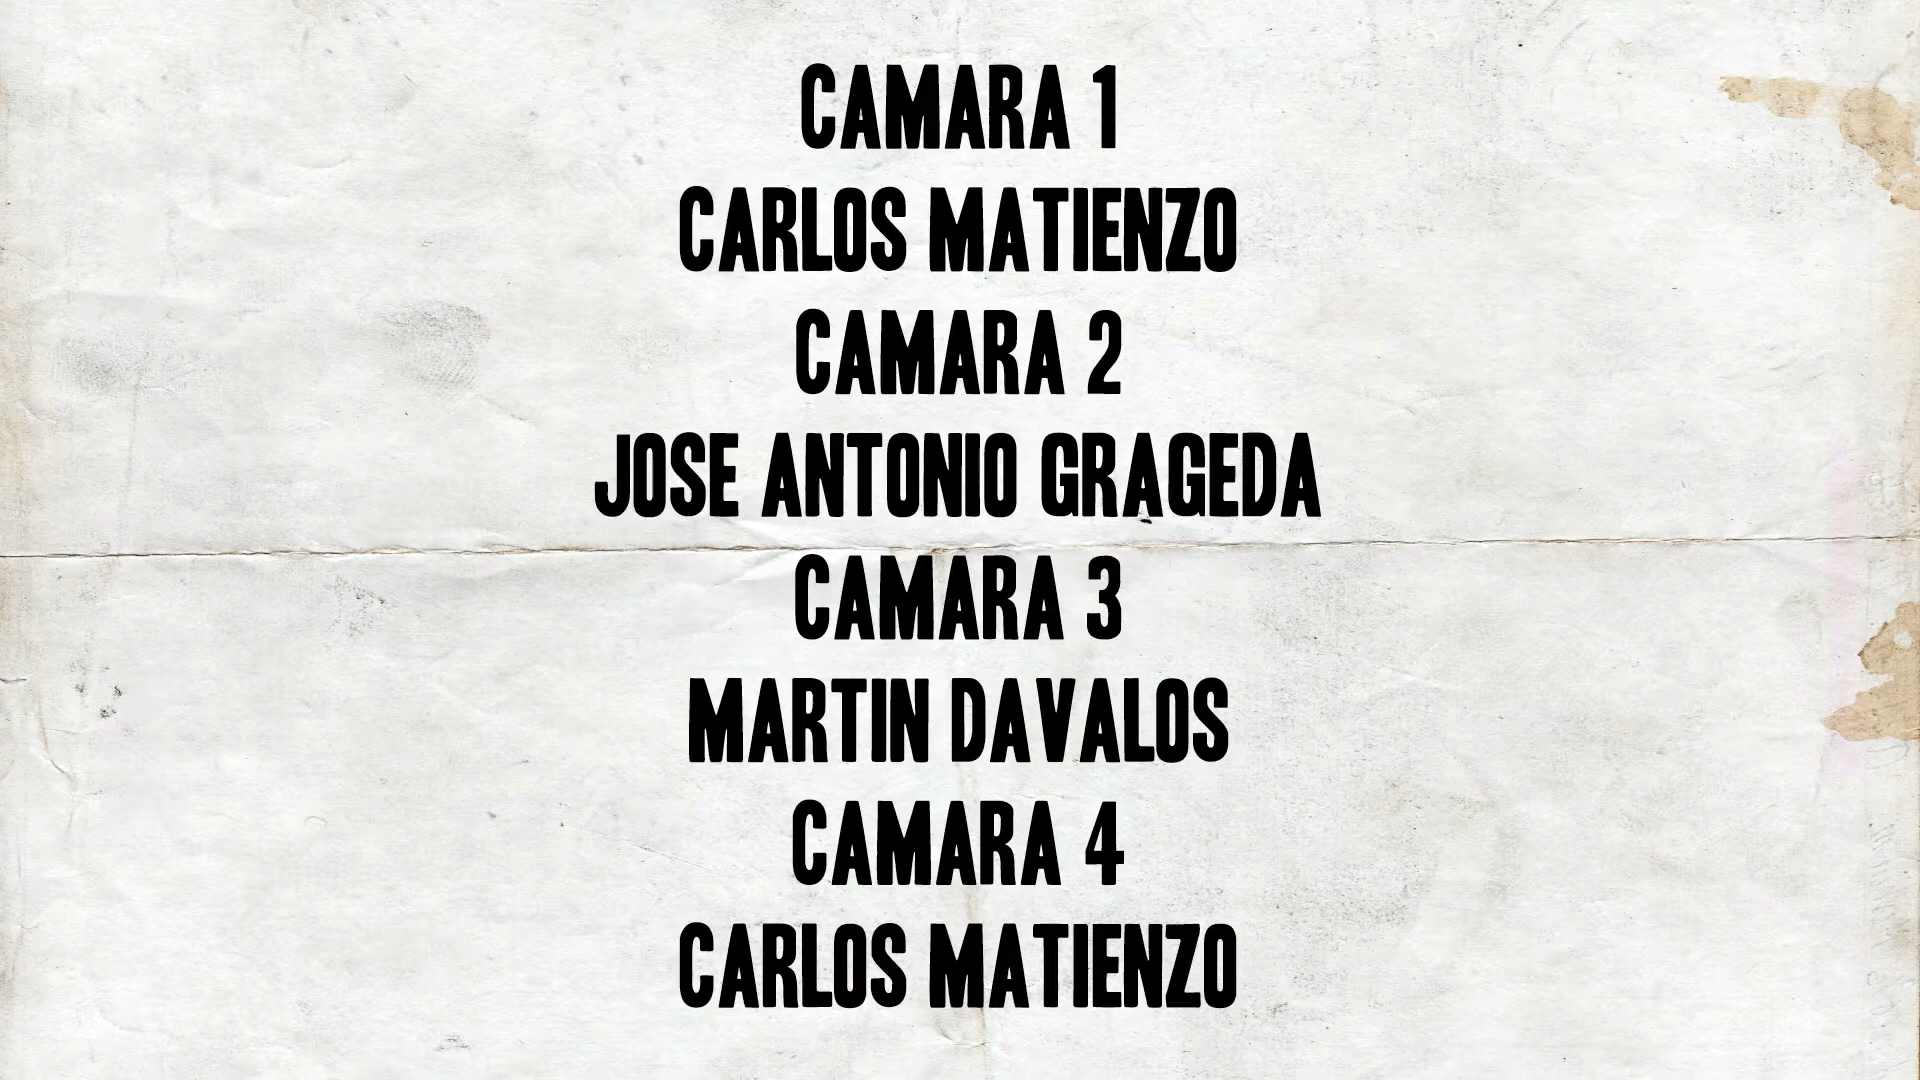 CAMARA 1
CARLOS MATIENZO
CAMARA 2
JOSE ANTONIO GRAGEDA
CAMARA 3
MARTIN DAVALOS
CAMARA 4
CARLOS MATIENZO